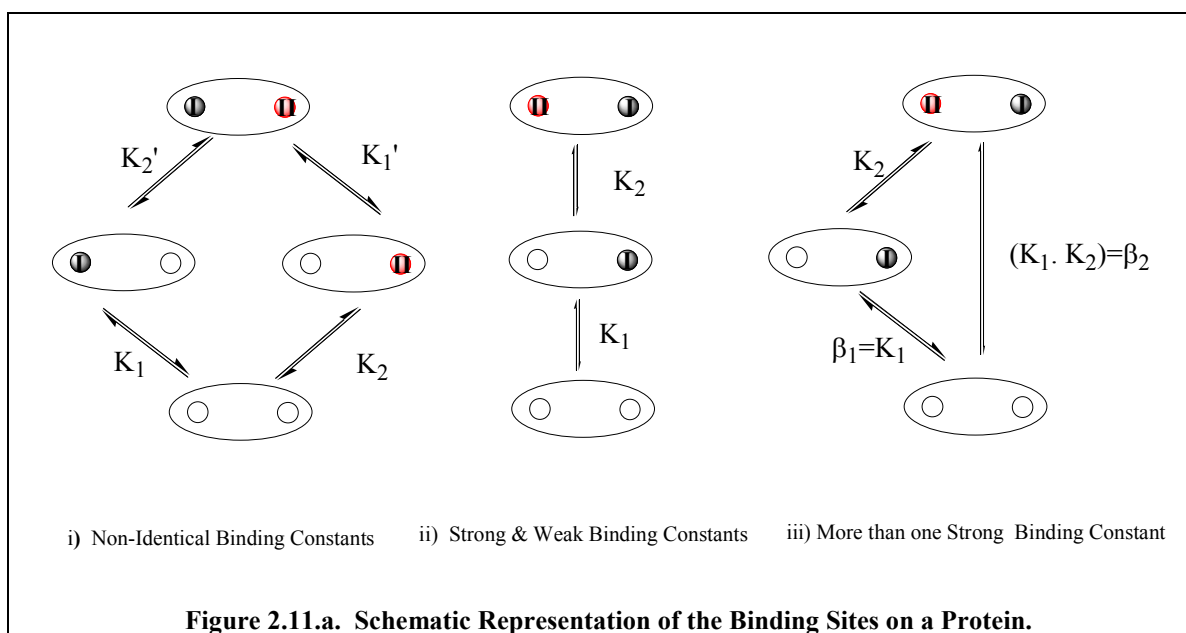 I II
II I
II I
K2' K1'
K2
K2
I
II
I
I
(K1. K2)=β2
K1 K2
K1
β1=K1
i) Non-Identical Binding Constants
ii) Strong & Weak Binding Constants
iii) More than one Strong Binding Constant
Figure 2.11.a. Schematic Representation of the Binding Sites on a Protein.